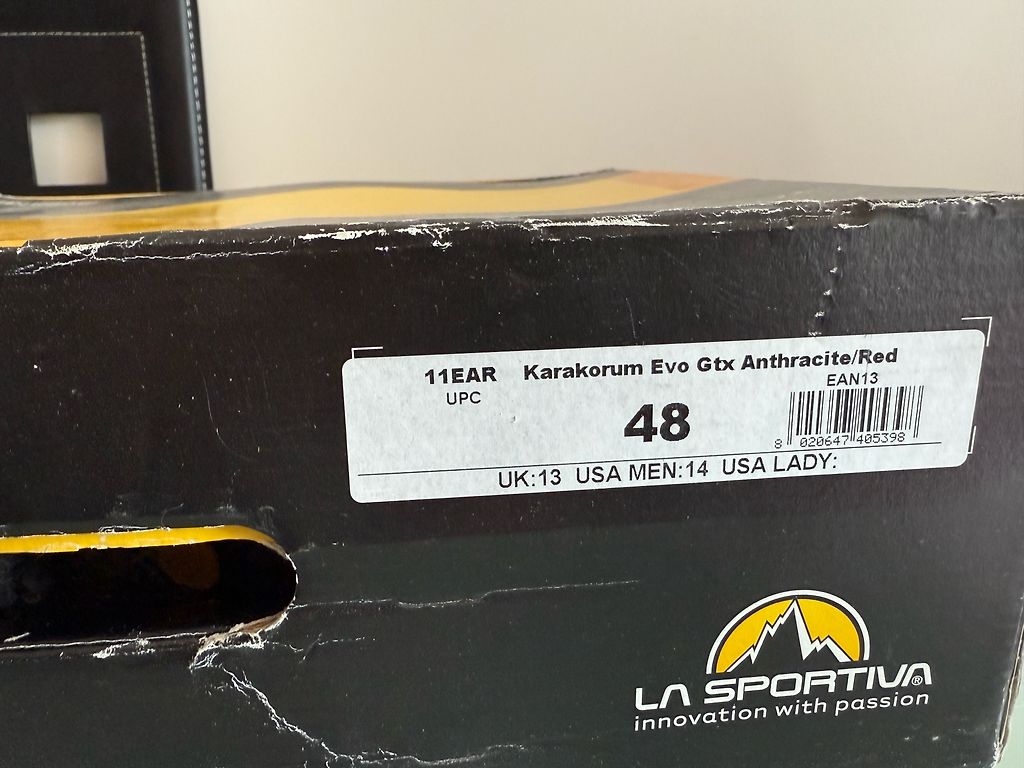 11EAR Karakorum Evo Gtx Anthracite/Red
UPC EAN13
48
8 020647 405398
UK:13 USA MEN:14 USA LADY:
LA SPORTIVA®
innovation with passion